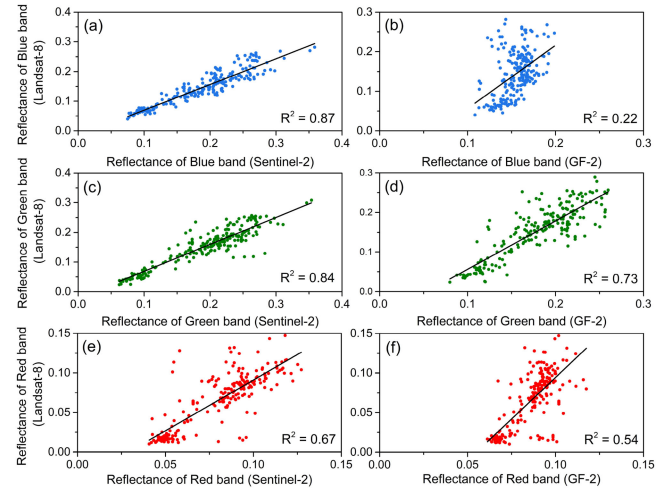 (a)
Reflectance of Blue band
(Landsat-8)
0.4
0.3
0.2
0.1
0.0
R² = 0.87
0.0 0.1 0.2 0.3 0.4
Reflectance of Blue band (Sentinel-2)
(b)
0.3
0.2
0.1
0.0
R² = 0.22
0.0 0.1 0.2 0.3
Reflectance of Blue band (GF-2)
(c)
Reflectance of Green band
(Landsat-8)
0.4
0.3
0.2
0.1
0.0
R² = 0.84
0.0 0.1 0.2 0.3 0.4
Reflectance of Green band (Sentinel-2)
(d)
0.3
0.2
0.1
0.0
R² = 0.73
0.0 0.1 0.2 0.3
Reflectance of Green band (GF-2)
(e)
Reflectance of Red band
(Landsat-8)
0.15
0.10
0.05
0.00
R² = 0.67
0.00 0.05 0.10 0.15
Reflectance of Red band (Sentinel-2)
(f)
0.15
0.10
0.05
0.00
R² = 0.54
0.00 0.05 0.10 0.15
Reflectance of Red band (GF-2)